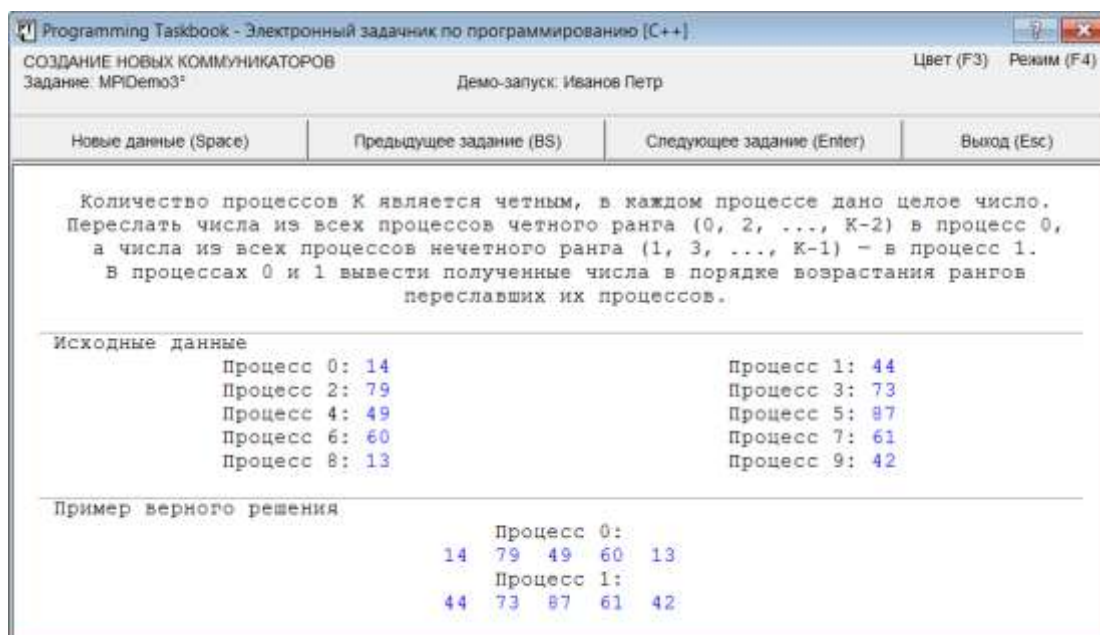 Programming Taskbook - Электронный задачник по программированию [C++]
СОЗДАНИЕ НОВЫХ КОММУНИКАТОРОВ
Цвет (F3) Режим (F4)
Задание: MPIDemo3°
Демо-запуск: Иванов Петр
Новые данные (Space) Предыдущее задание (BS) Следующее задание (Enter) Выход (Esc)
Количество процессов K является четным, в каждом процессе дано целое число.
Переслать числа из всех процессов четного ранга (0, 2, ..., K-2) в процесс 0,
а числа из всех процессов нечетного ранга (1, 3, ..., K-1) — в процесс 1.
В процессах 0 и 1 вывести полученные числа в порядке возрастания рангов
переславших их процессов.
Исходные данные
Процесс 0: 14 Процесс 1: 44
Процесс 2: 79 Процесс 3: 73
Процесс 4: 49 Процесс 5: 87
Процесс 6: 60 Процесс 7: 61
Процесс 8: 13 Процесс 9: 42
Пример верного решения
Процесс 0:
14 79 49 60 13
Процесс 1:
44 73 87 61 42